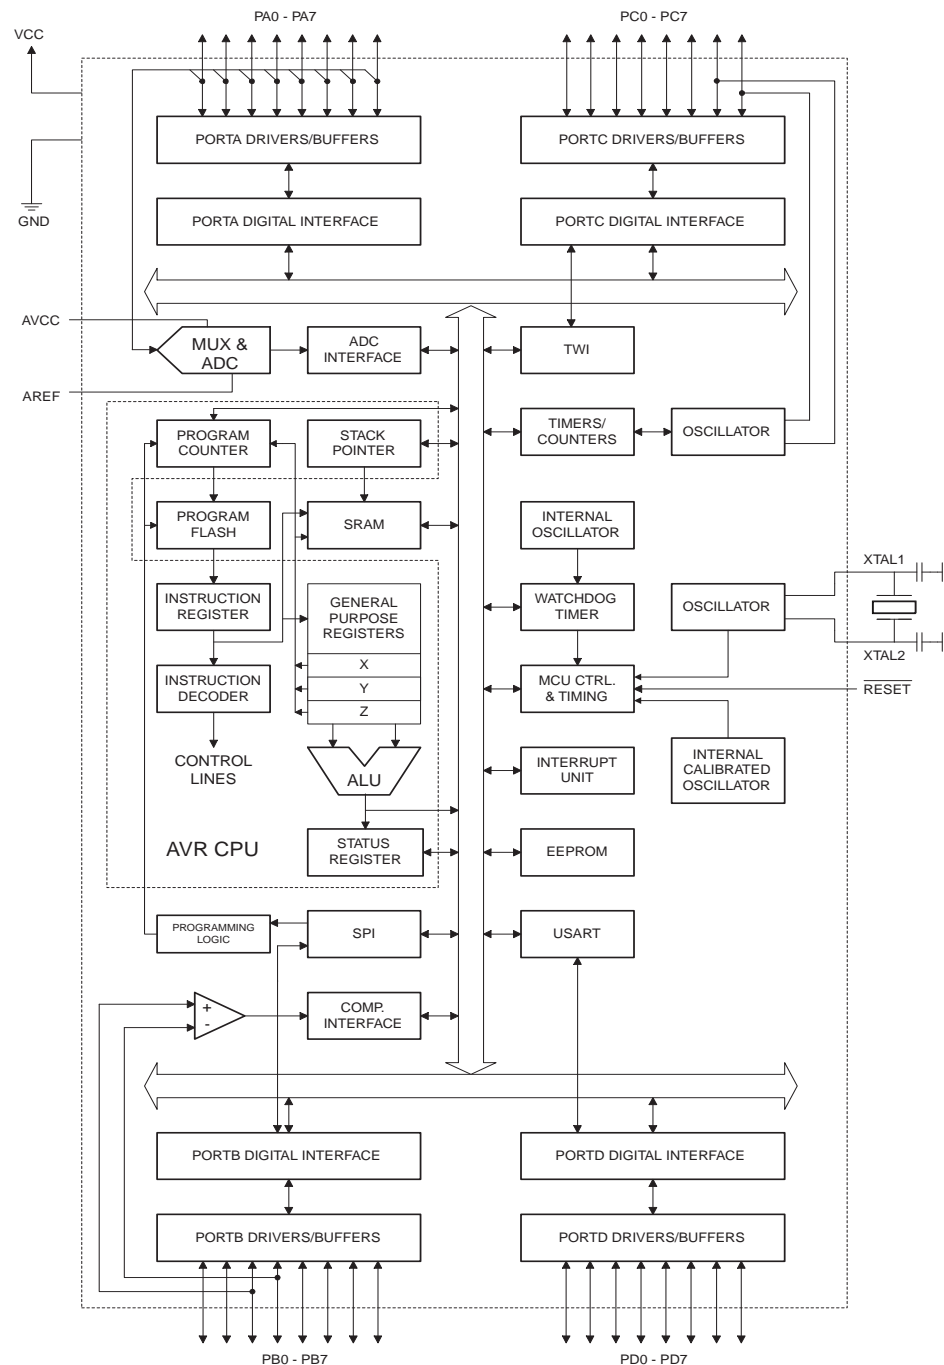 PA0 - PA7
PC0 - PC7
VCC
PORTA DRIVERS/BUFFERS
PORTC DRIVERS/BUFFERS
GND
PORTA DIGITAL INTERFACE
PORTC DIGITAL INTERFACE
AVCC
MUX &
ADC
ADC
INTERFACE
TWI
AREF
PROGRAM
COUNTER
STACK
POINTER
TIMERS/
COUNTERS
OSCILLATOR
PROGRAM
FLASH
SRAM
INTERNAL
OSCILLATOR
XTAL1
INSTRUCTION
REGISTER
GENERAL
PURPOSE
REGISTERS
WATCHDOG
TIMER
OSCILLATOR
XTAL2
X
INSTRUCTION
DECODER
Y
Z
MCU CTRL.
& TIMING
RESET
CONTROL
LINES
ALU
INTERRUPT
UNIT
INTERNAL
CALIBRATED
OSCILLATOR
AVR CPU
STATUS
REGISTER
EEPROM
PROGRAMMING
LOGIC
SPI
USART
+
-
COMP.
INTERFACE
PORTB DIGITAL INTERFACE
PORTD DIGITAL INTERFACE
PORTB DRIVERS/BUFFERS
PORTD DRIVERS/BUFFERS
PB0 - PB7
PD0 - PD7